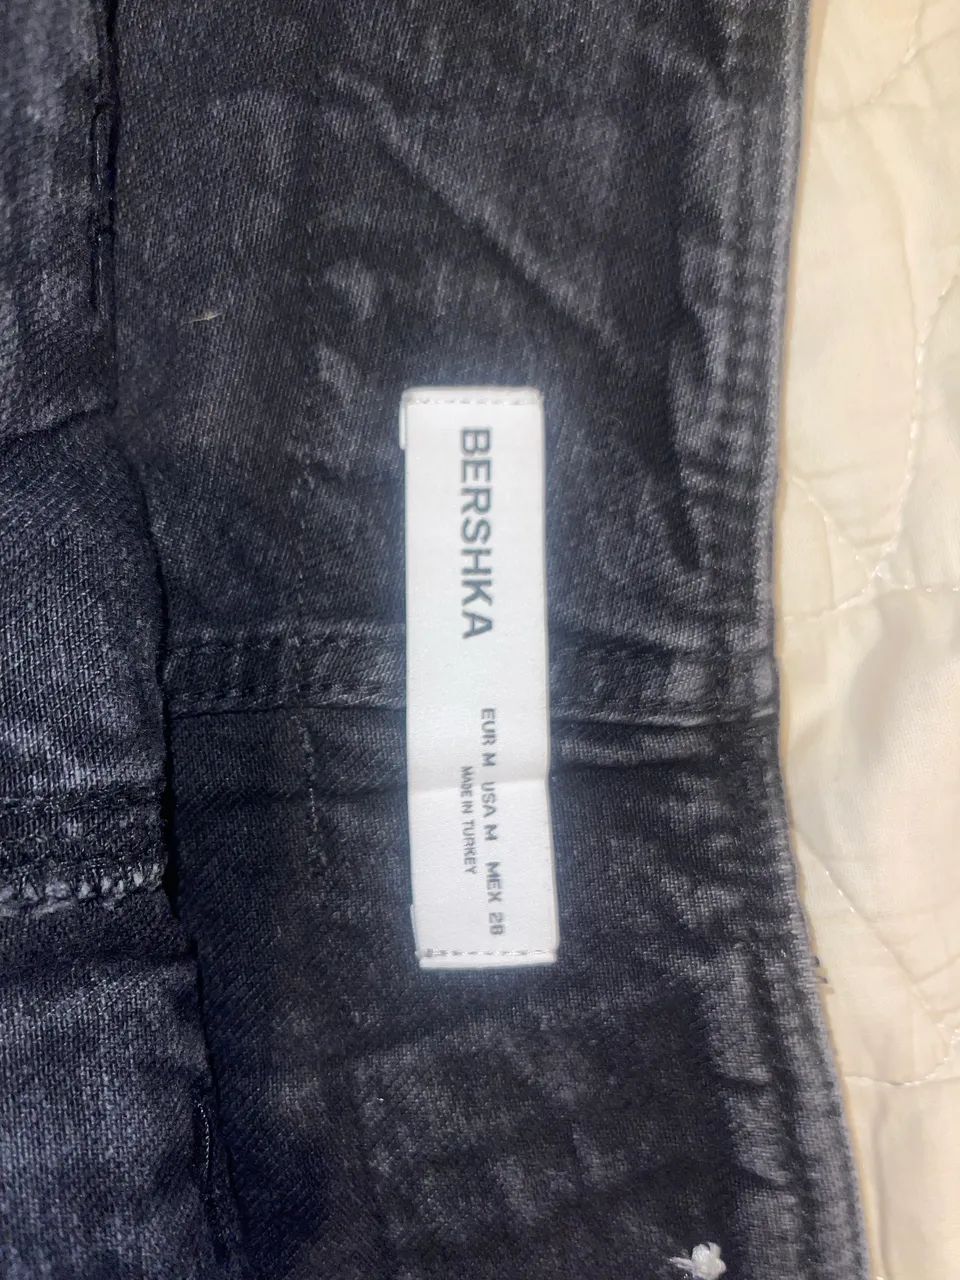 BERSHKA
EUR M USA M MEX 28
MADE IN TURKEY